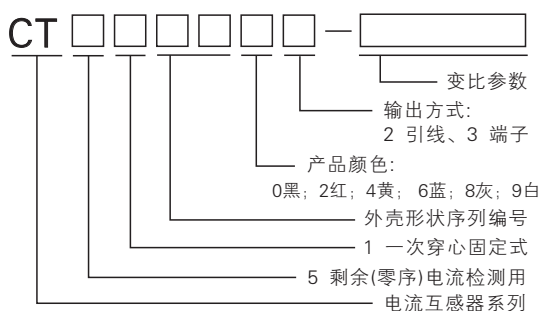 CT□□□□□□—□
变比参数
输出方式:
2 引线、3 端子
产品颜色:
0黑; 2红; 4黄; 6蓝; 8灰; 9白
外壳形状序列编号
1 一次穿心固定式
5 剩余(零序)电流检测用
电流互感器系列